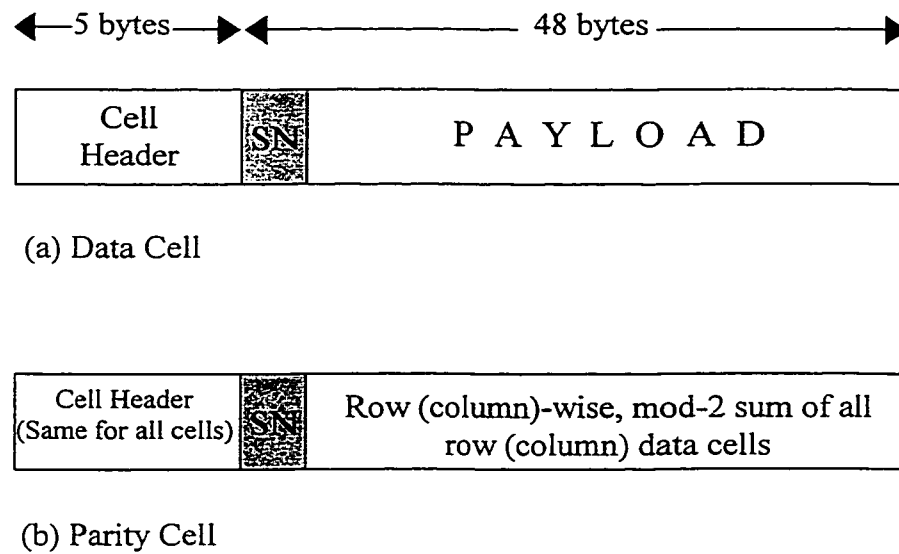 5 bytes 48 bytes
Cell
Header
SN
P A Y L O A D
(a) Data Cell
Cell Header
(Same for all cells)
SN
Row (column)-wise, mod-2 sum of all
row (column) data cells
(b) Parity Cell